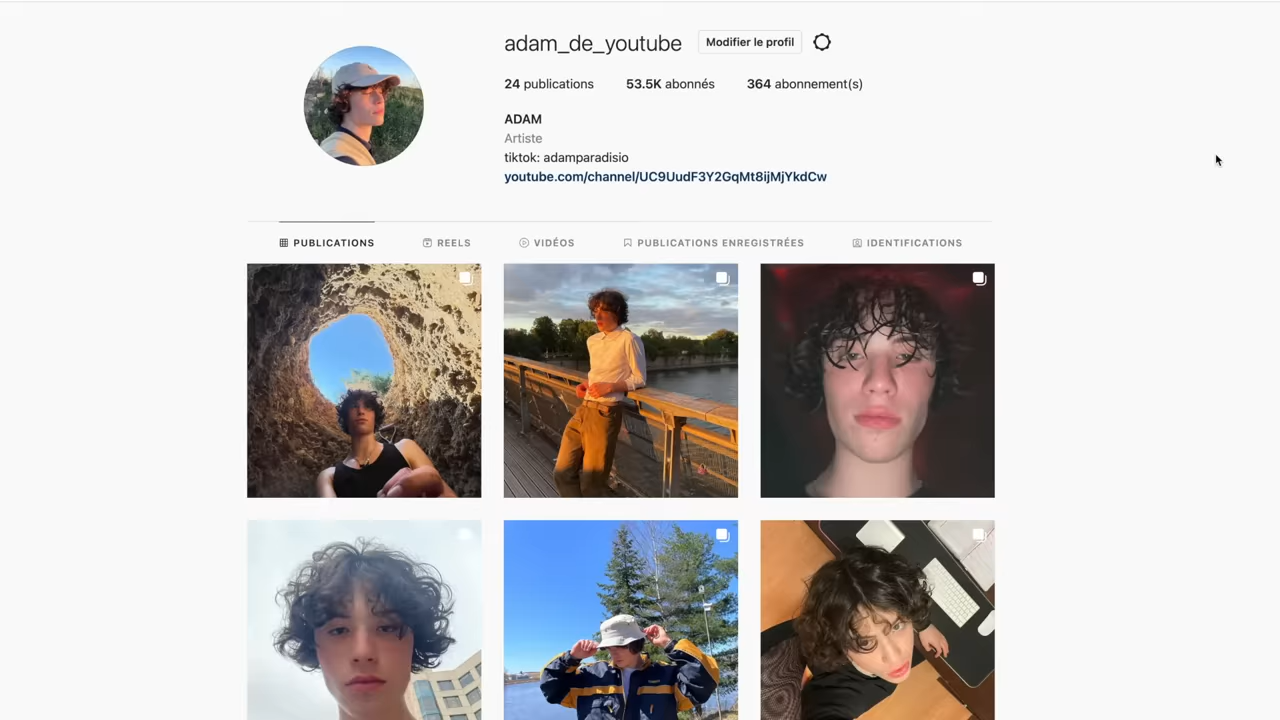 adam_de_youtube Modifier le profil
24 publications 53.5K abonnés 364 abonnement(s)
ADAM
Artiste
tiktok: adamparadisio
youtube.com/channel/UC9UudF3Y2GqMt8ijMjYkdCw
PUBLICATIONS REELS VIDÉOS PUBLICATIONS ENREGISTRÉES IDENTIFICATIONS